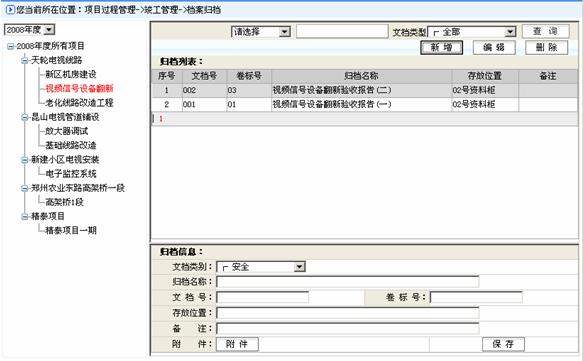 您当前所在位置：项目过程管理->竣工管理->档案归档
2008年度
2008年度所有项目
天轮电视线路
新区机房建设
视频信号设备翻新
老化线路改造工程
昆山电视管道铺设
放大器调试
基础线路改造
新建小区电视安装
电子监控系统
郑州农业东路高架桥一段
高架桥1段
精泰项目
精泰项目一期
请选择 文档类型 ┌ 全部 查 询
新 增 编 辑 删 除
归档列表：
序号 文档号 卷标号 归档名称 存放位置 备注
1 002 03 视频信号设备翻新验收报告(二) 02号资料柜
2 001 01 视频信号设备翻新验收报告(一) 02号资料柜
1
归档信息：
文档类别： ┌ 安全
归档名称：
文 档 号： 卷 标 号：
存放位置：
备 注：
附 件： 附 件 保 存